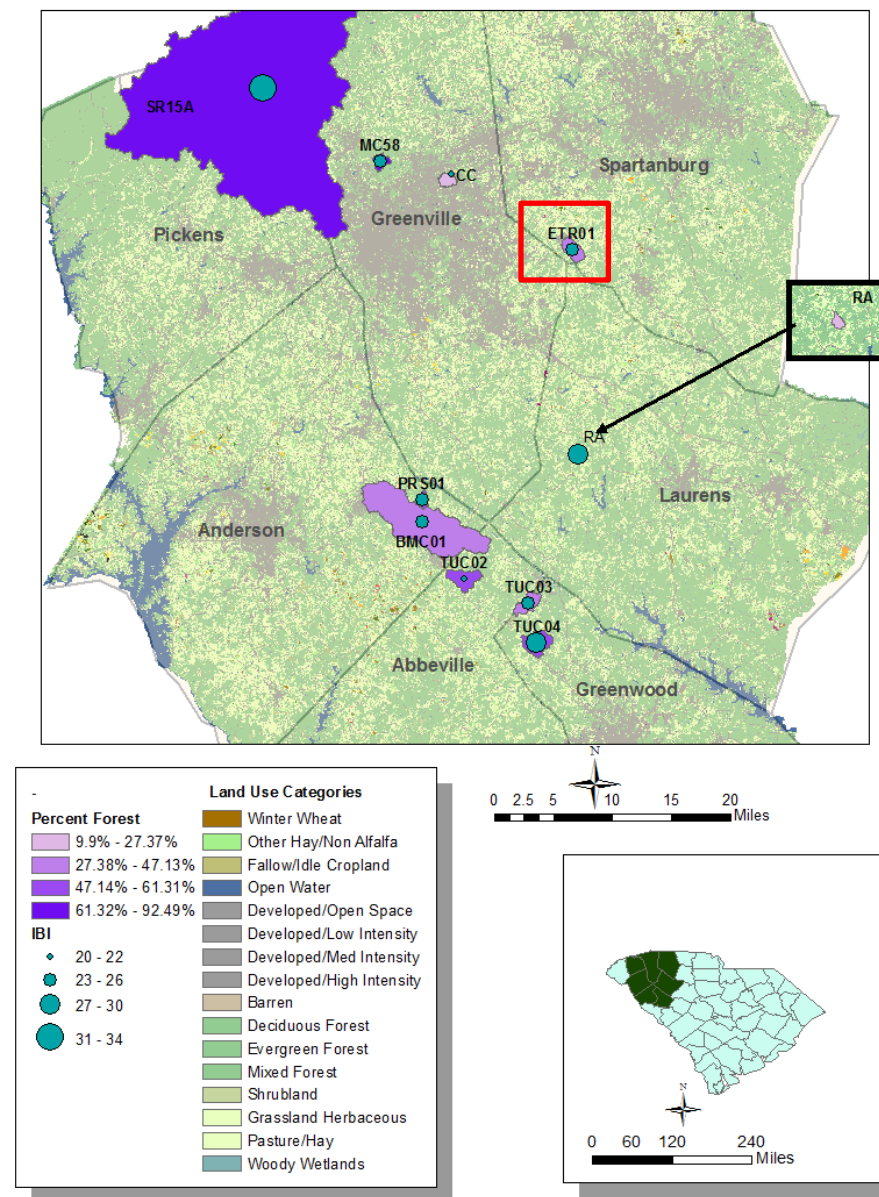 SR15A
MC58
CC
Spartanburg
Greenville
Pickens
ETR01
RA
RA
PRS01
Laurens
Anderson
BMC01
TUC02
TUC03
TUC04
Abbeville
Greenwood
-
Percent Forest
9.9% - 27.37%
27.38% - 47.13%
47.14% - 61.31%
61.32% - 92.49%
IBI
20 - 22
23 - 26
27 - 30
31 - 34
Land Use Categories
Winter Wheat
Other Hay/Non Alfalfa
Fallow/Idle Cropland
Open Water
Developed/Open Space
Developed/Low Intensity
Developed/Med Intensity
Developed/High Intensity
Barren
Deciduous Forest
Evergreen Forest
Mixed Forest
Shrubland
Grassland Herbaceous
Pasture/Hay
Woody Wetlands
N
0 2.5 5 10 15 20
Miles
N
0 60 120 240
Miles